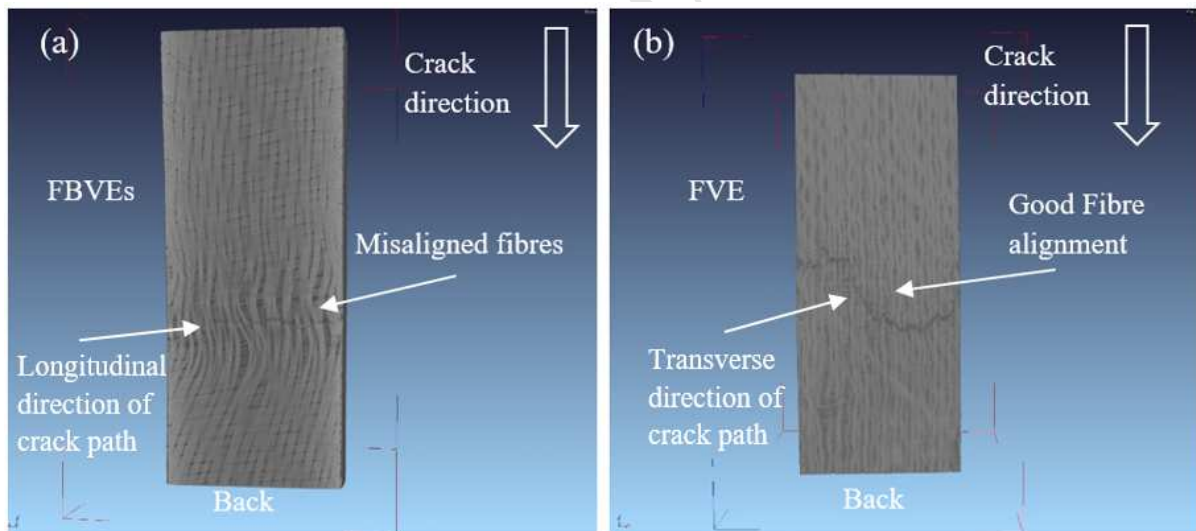 (a)
Crack
direction
FBVEs
Misaligned fibres
Longitudinal
direction of
crack path
Back
(b)
Crack
direction
FVE
Good Fibre
alignment
Transverse
direction of
crack path
Back